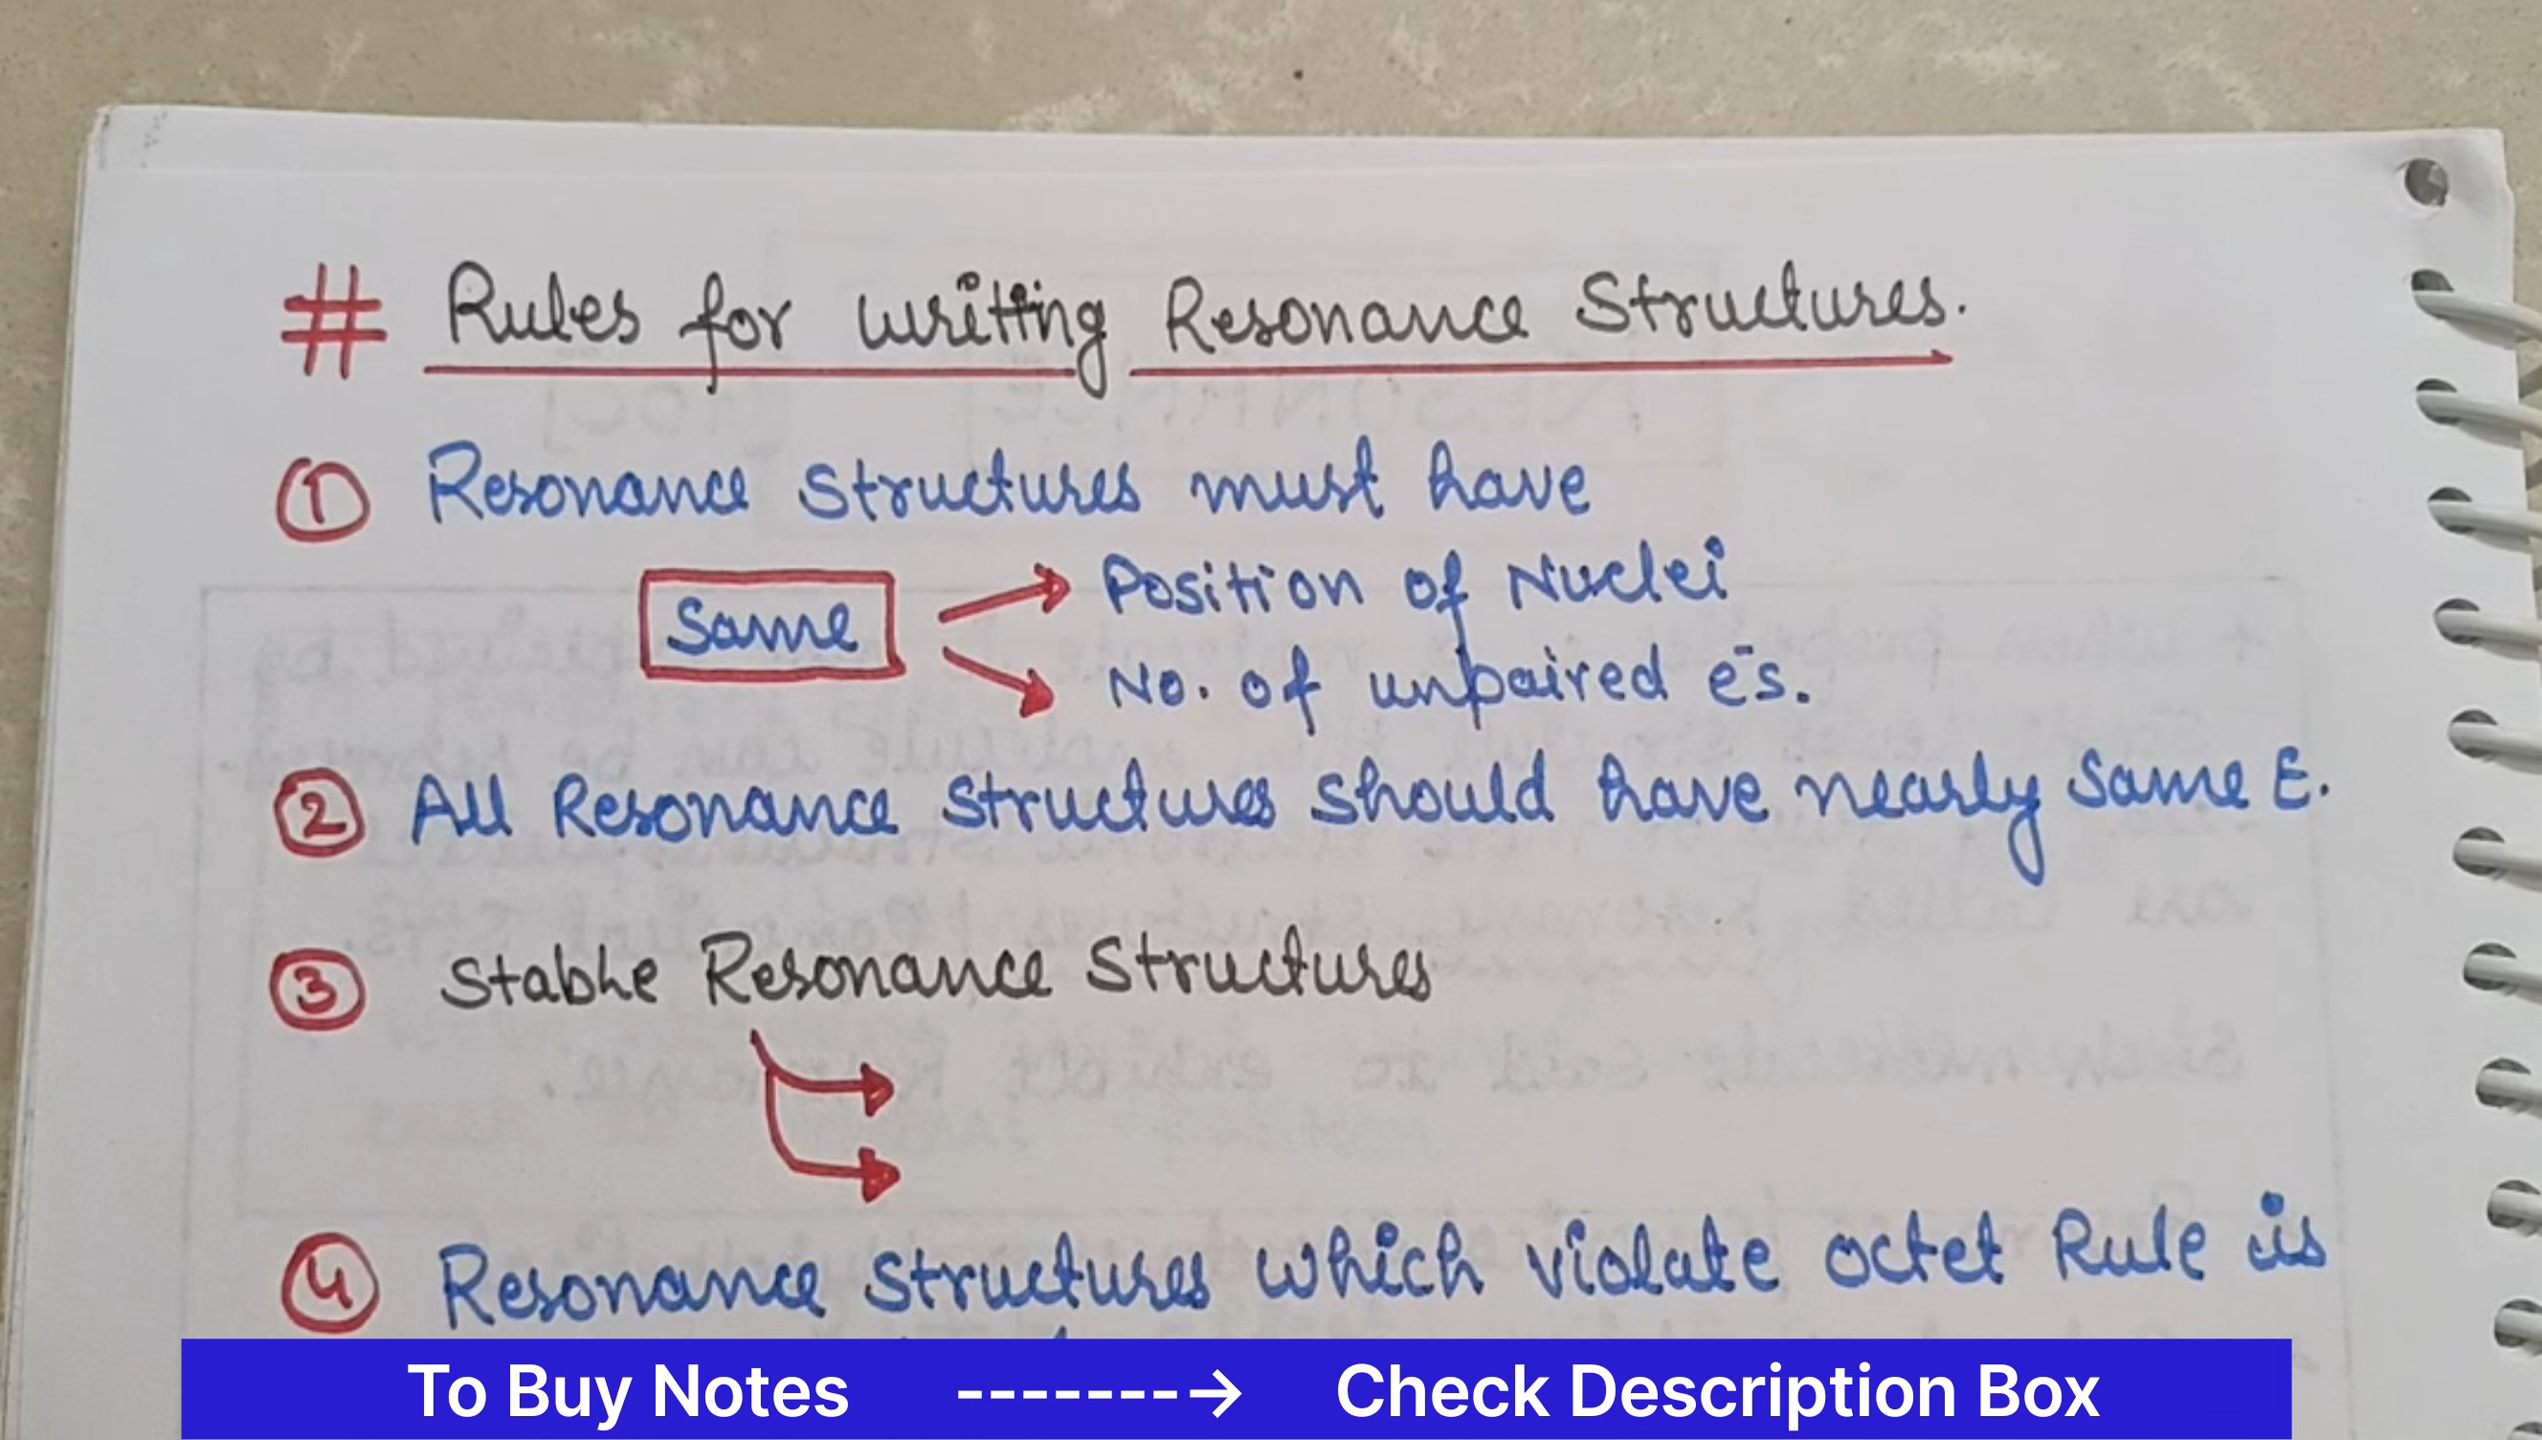 # Rules for writting Resonance Structures.
① Resonance Structures must have
Same → Position of Nuclei
→ No. of unpaired e⁻s.
② All Resonance Structures should have nearly Same E.
③ Stable Resonance Structures
④ Resonance Structures which violate octet Rule is
To Buy Notes -------→ Check Description Box